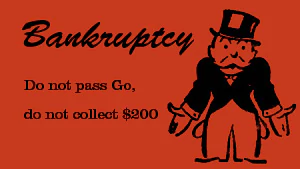 Bankruptcy
Do not pass Go,
do not collect $200